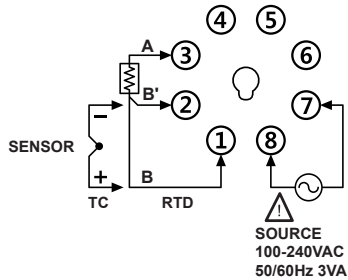 4 5
A 3 6
B' 2 7
−
SENSOR
1 8
+ B
TC RTD
SOURCE
100-240VAC
50/60Hz 3VA